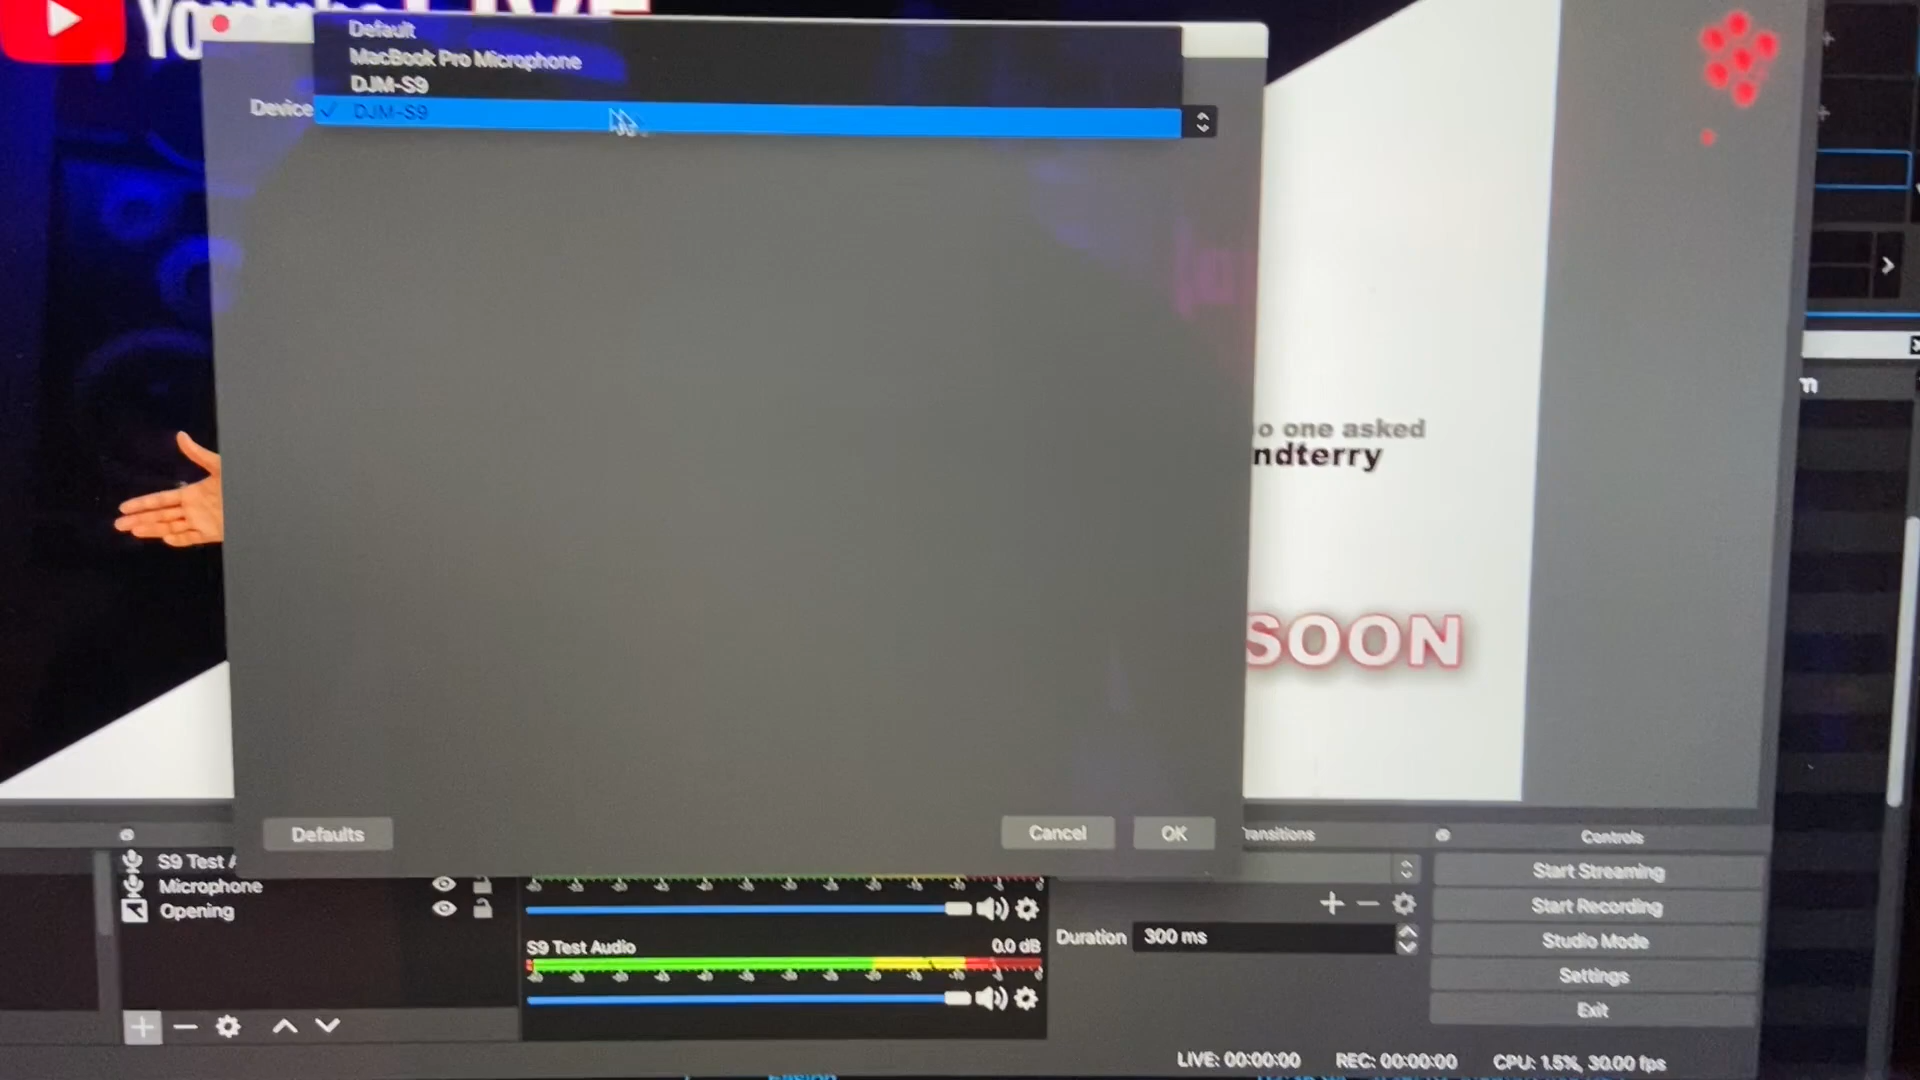 Default
MacBook Pro Microphone
DJM-S9
Device
DJM-S9
o one asked
ndterry
SOON
Defaults
Cancel
OK
ransitions
Controls
S9 Test
Microphone
Opening
S9 Test Audio
0.0 dB
Duration
300 ms
Start Streaming
Start Recording
Studio Mode
Settings
Exit
LIVE: 00:00:00
REC: 00:00:00
CPU: 1.5%, 30.00 fps